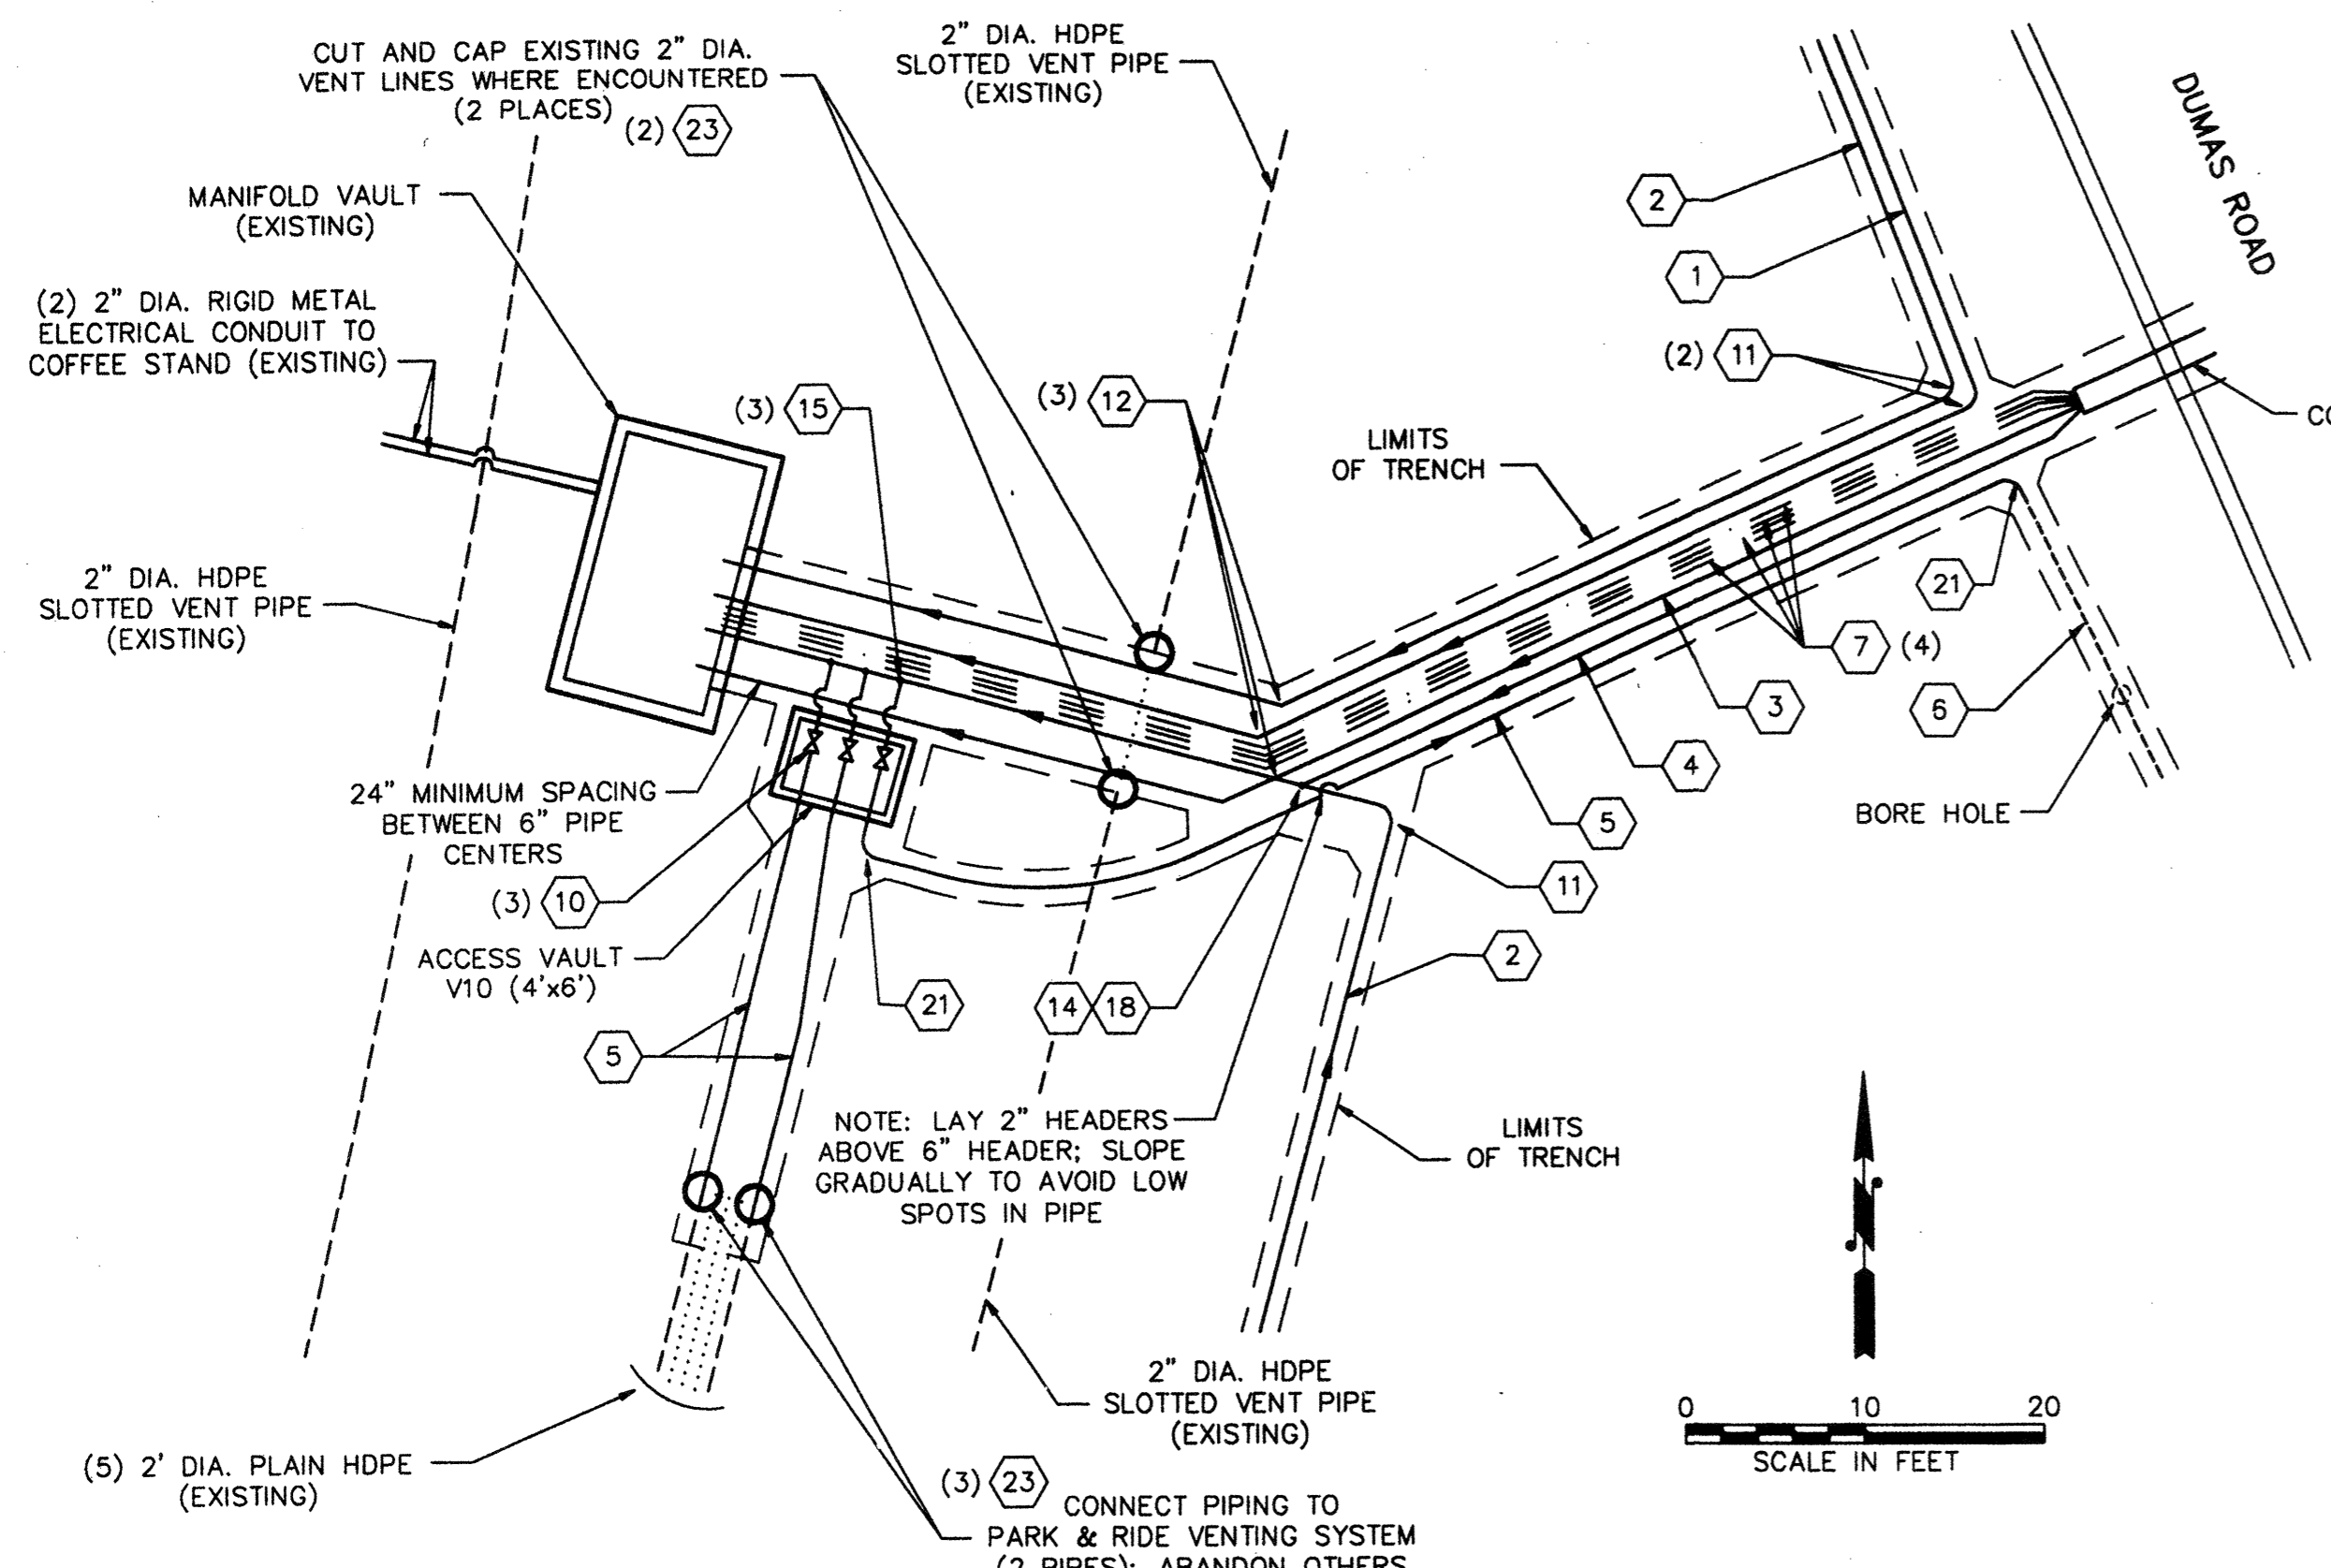 CUT AND CAP EXISTING 2" DIA.
VENT LINES WHERE ENCOUNTERED
(2 PLACES)
(2) 23
2" DIA. HDPE
SLOTTED VENT PIPE
(EXISTING)
DUMAS ROAD
MANIFOLD VAULT
(EXISTING)
2
1
(2) 11
(2) 2" DIA. RIGID METAL
ELECTRICAL CONDUIT TO
COFFEE STAND (EXISTING)
(3) 15
(3) 12
LIMITS
OF TRENCH
2" DIA. HDPE
SLOTTED VENT PIPE
(EXISTING)
21
7 (4)
6
3
4
5
BORE HOLE
24" MINIMUM SPACING
BETWEEN 6" PIPE
CENTERS
(3) 10
11
ACCESS VAULT
V10 (4'x6')
2
21
14 18
5
NOTE: LAY 2" HEADERS
ABOVE 6" HEADER; SLOPE
GRADUALLY TO AVOID LOW
SPOTS IN PIPE
LIMITS
OF TRENCH
2" DIA. HDPE
SLOTTED VENT PIPE
(EXISTING)
0 10 20
SCALE IN FEET
(5) 2' DIA. PLAIN HDPE
(EXISTING)
(3) 23
CONNECT PIPING TO
PARK & RIDE VENTING SYSTEM
(2 PIPES); ABANDON OTHERS